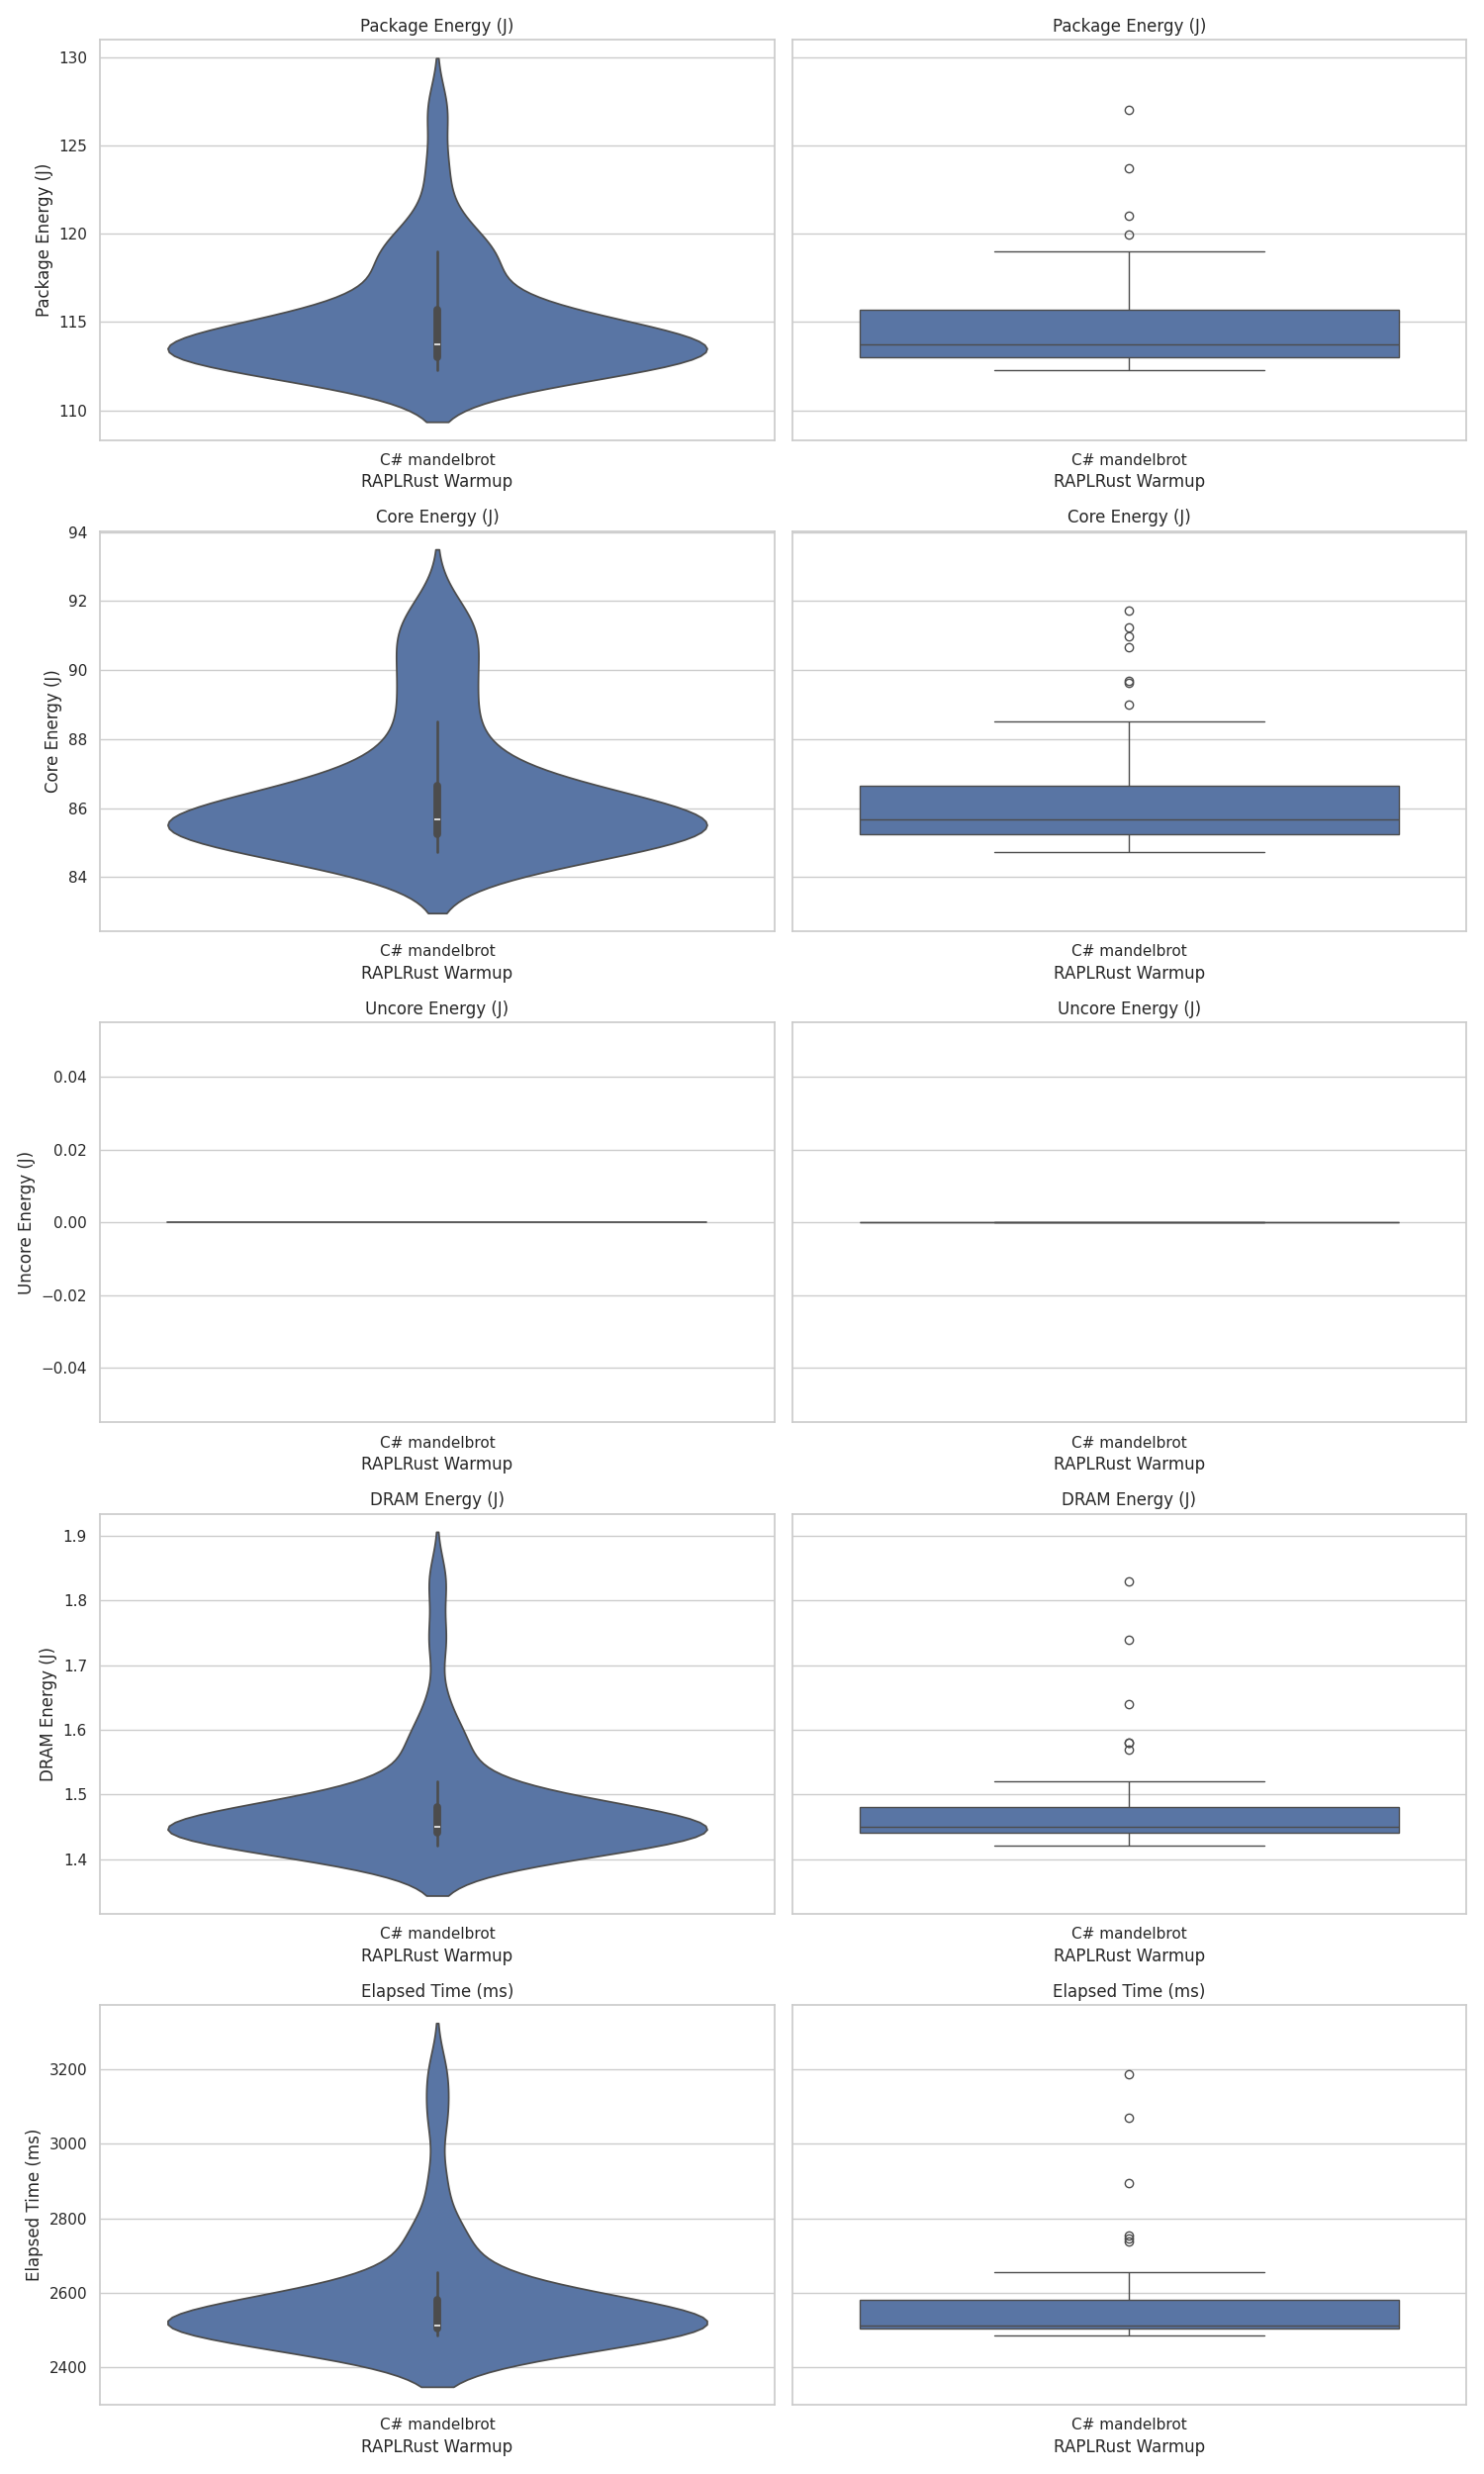 Package Energy (J)
Package Energy (J)
Package Energy (J)
130
125
120
115
110
C# mandelbrot
RAPLRust Warmup
C# mandelbrot
RAPLRust Warmup
Core Energy (J)
Core Energy (J)
Core Energy (J)
94
92
90
88
86
84
C# mandelbrot
RAPLRust Warmup
C# mandelbrot
RAPLRust Warmup
Uncore Energy (J)
Uncore Energy (J)
Uncore Energy (J)
0.04
0.02
0.00
−0.02
−0.04
C# mandelbrot
RAPLRust Warmup
C# mandelbrot
RAPLRust Warmup
DRAM Energy (J)
DRAM Energy (J)
DRAM Energy (J)
1.9
1.8
1.7
1.6
1.5
1.4
C# mandelbrot
RAPLRust Warmup
C# mandelbrot
RAPLRust Warmup
Elapsed Time (ms)
Elapsed Time (ms)
Elapsed Time (ms)
3200
3000
2800
2600
2400
C# mandelbrot
RAPLRust Warmup
C# mandelbrot
RAPLRust Warmup